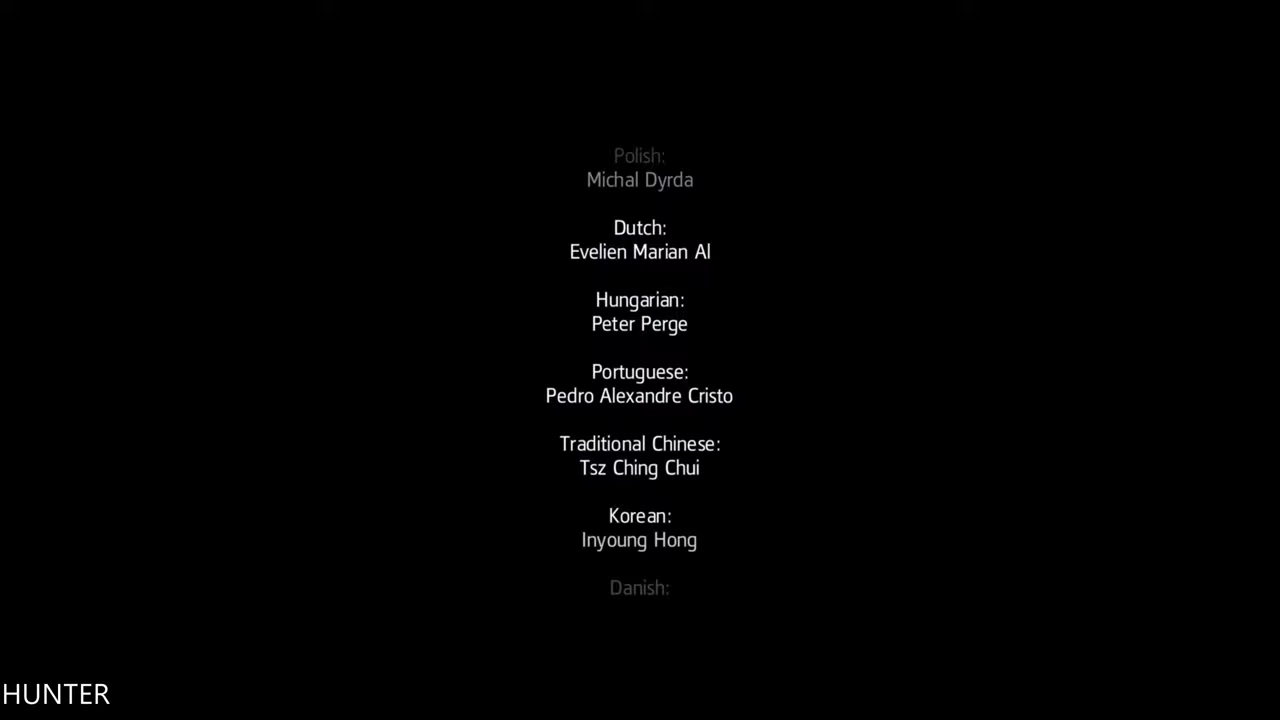 Polish:
Michal Dyrda
Dutch:
Evelien Marian Al
Hungarian:
Peter Perge
Portuguese:
Pedro Alexandre Cristo
Traditional Chinese:
Tsz Ching Chui
Korean:
Inyoung Hong
Danish:
HUNTER